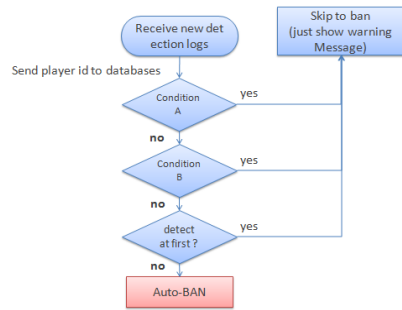 Receive new det
ection logs
Skip to ban
(just show warning
Message)
Send player id to databases
Condition
A
yes
no
Condition
B
yes
no
detect
at first ?
yes
no
Auto-BAN